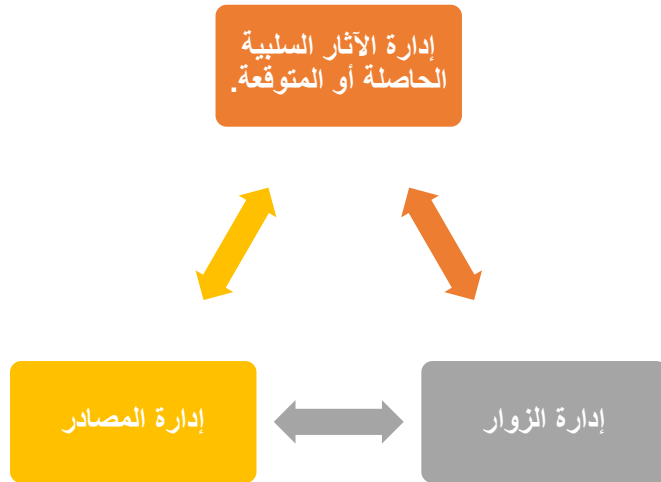 إدارة الآثار السلبية
الحاصلة أو المتوقعة.
إدارة الزوار
إدارة المصادر